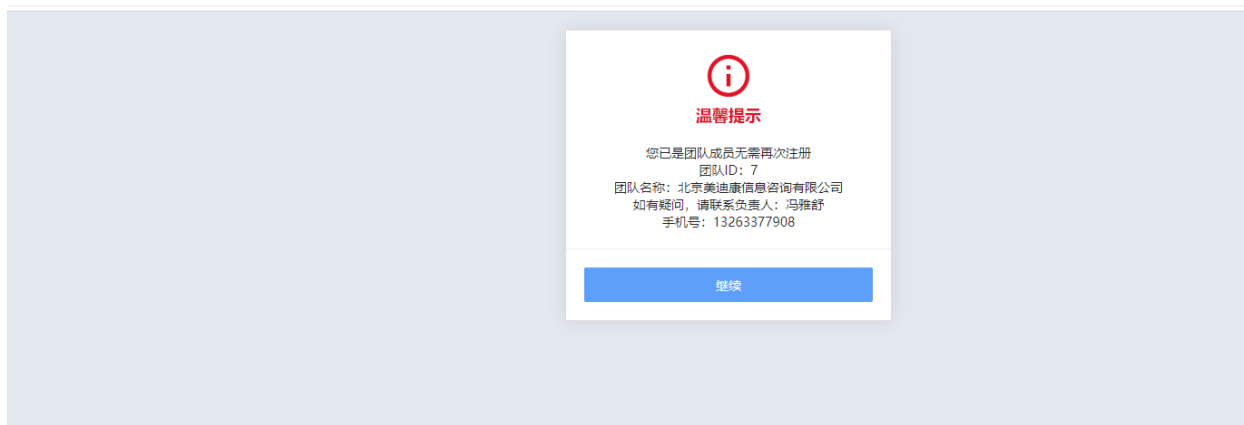 温馨提示
您已是团队成员无需再次注册
团队ID：7
团队名称：北京美迪康信息咨询有限公司
如有疑问，请联系负责人：冯雅舒
手机号：13263377908
继续